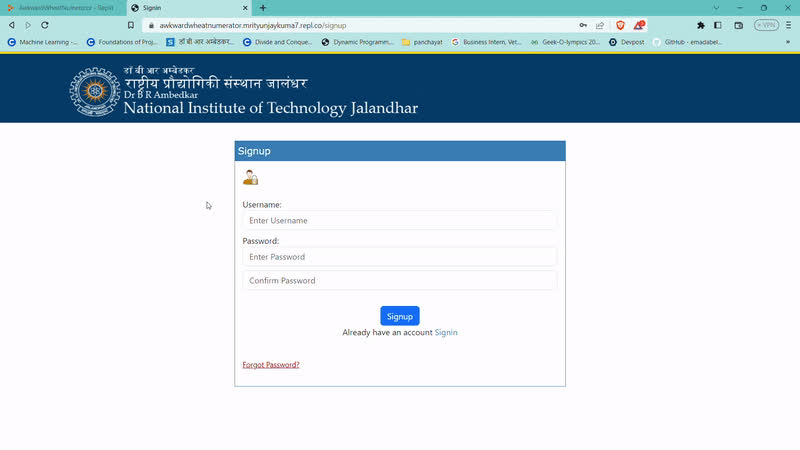 AwkwardWheatNumerator - Replit
Signin
awkwardwheatnumerator.mrityunjaykuma7.repl.co/signup
VPN
Machine Learning -...
Foundations of Proj...
डॉ बी आर अम्बेडकर...
Divide and Conque...
Dynamic Programm...
panchayat
Business Intern, Vet...
Geek-O-lympics 20...
Devpost
GitHub - emadabel...
डॉ बी आर अम्बेडकर
राष्ट्रीय प्रौद्योगिकी संस्थान जालंधर
Dr B R Ambedkar
National Institute of Technology Jalandhar
Signup
Username:
Enter Username
Password:
Enter Password
Confirm Password
Signup
Already have an account Signin
Forgot Password?